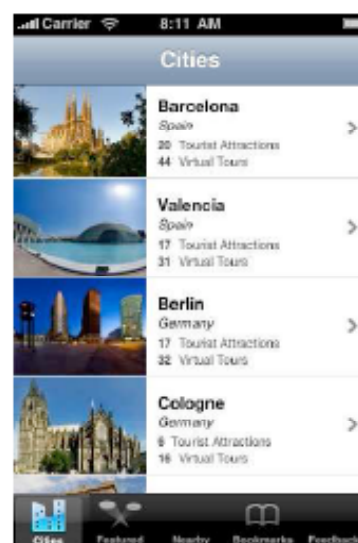 Carrier 8:11 AM
Cities
Barcelona
Spain
20 Tourist Attractions
44 Virtual Tours
Valencia
Spain
17 Tourist Attractions
31 Virtual Tours
Berlin
Germany
17 Tourist Attractions
32 Virtual Tours
Cologne
Germany
6 Tourist Attractions
16 Virtual Tours
Cities Featured Nearby Bookmarks Feedback